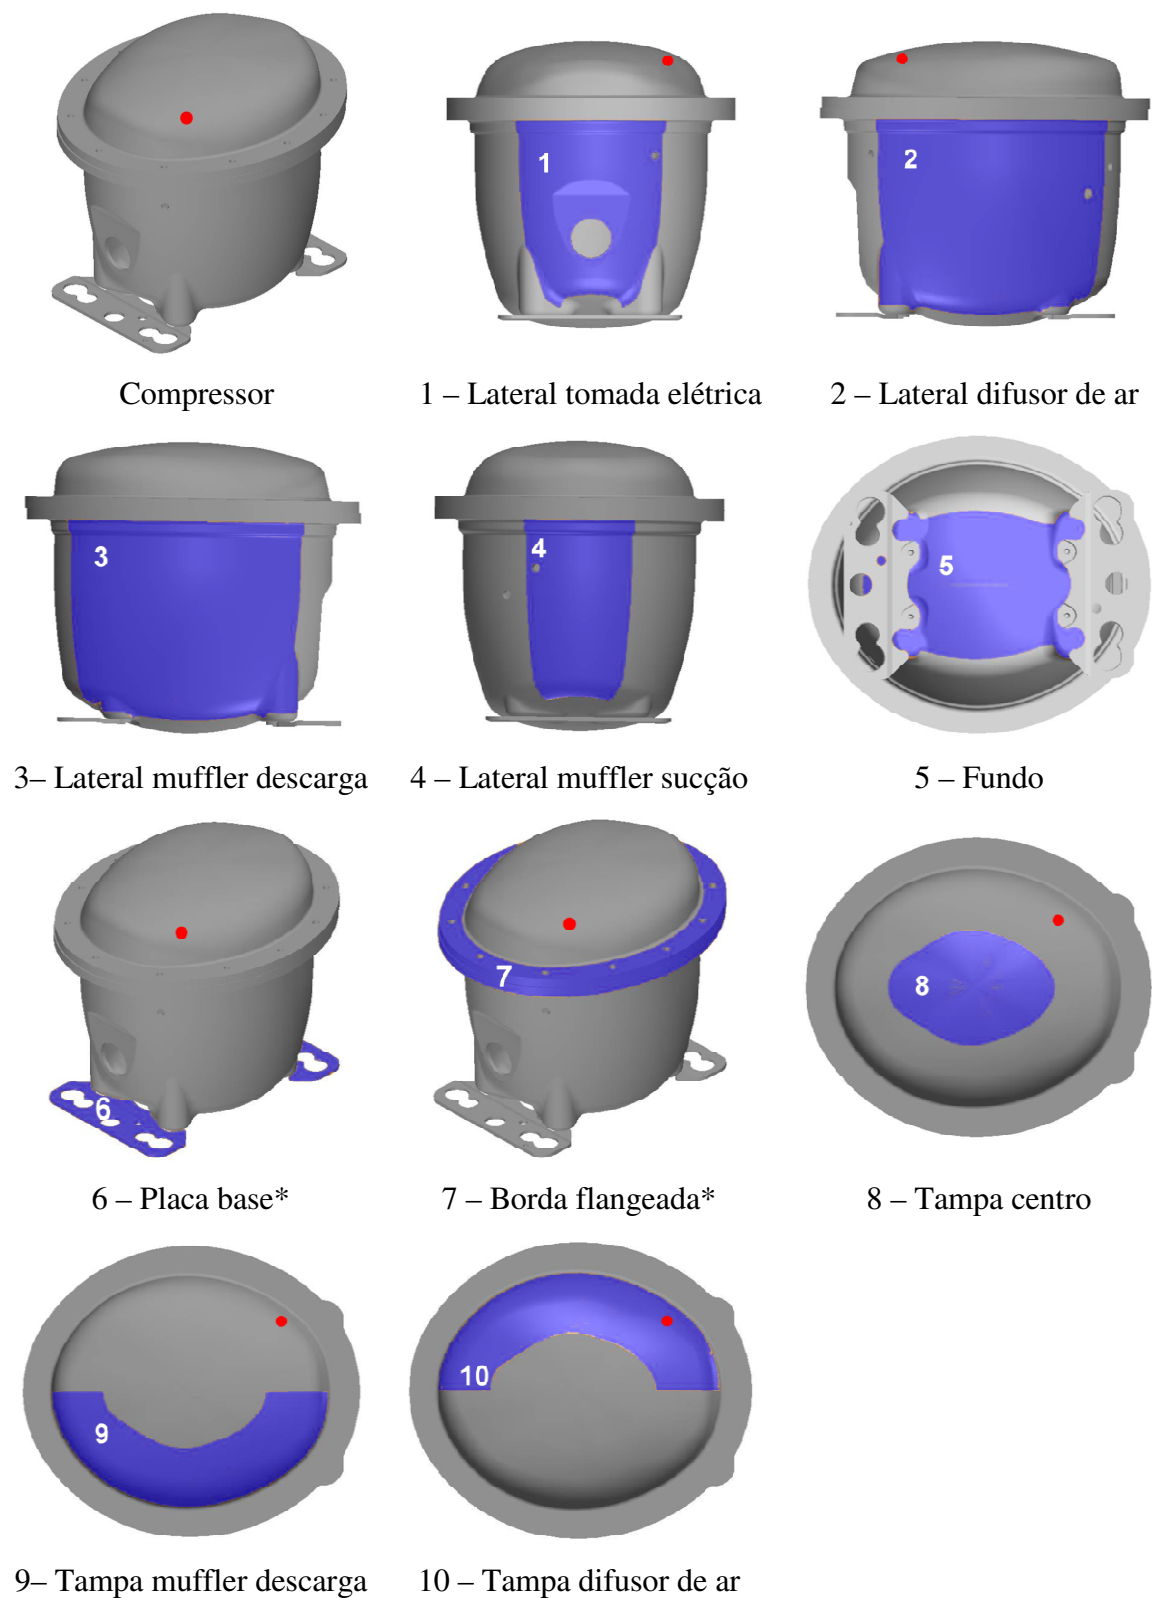 1
2
Compressor
1 – Lateral tomada elétrica
2 – Lateral difusor de ar
3
4
5
3– Lateral muffler descarga
4 – Lateral muffler sucção
5 – Fundo
6
7
8
6 – Placa base*
7 – Borda flangeada*
8 – Tampa centro
9
10
9– Tampa muffler descarga
10 – Tampa difusor de ar